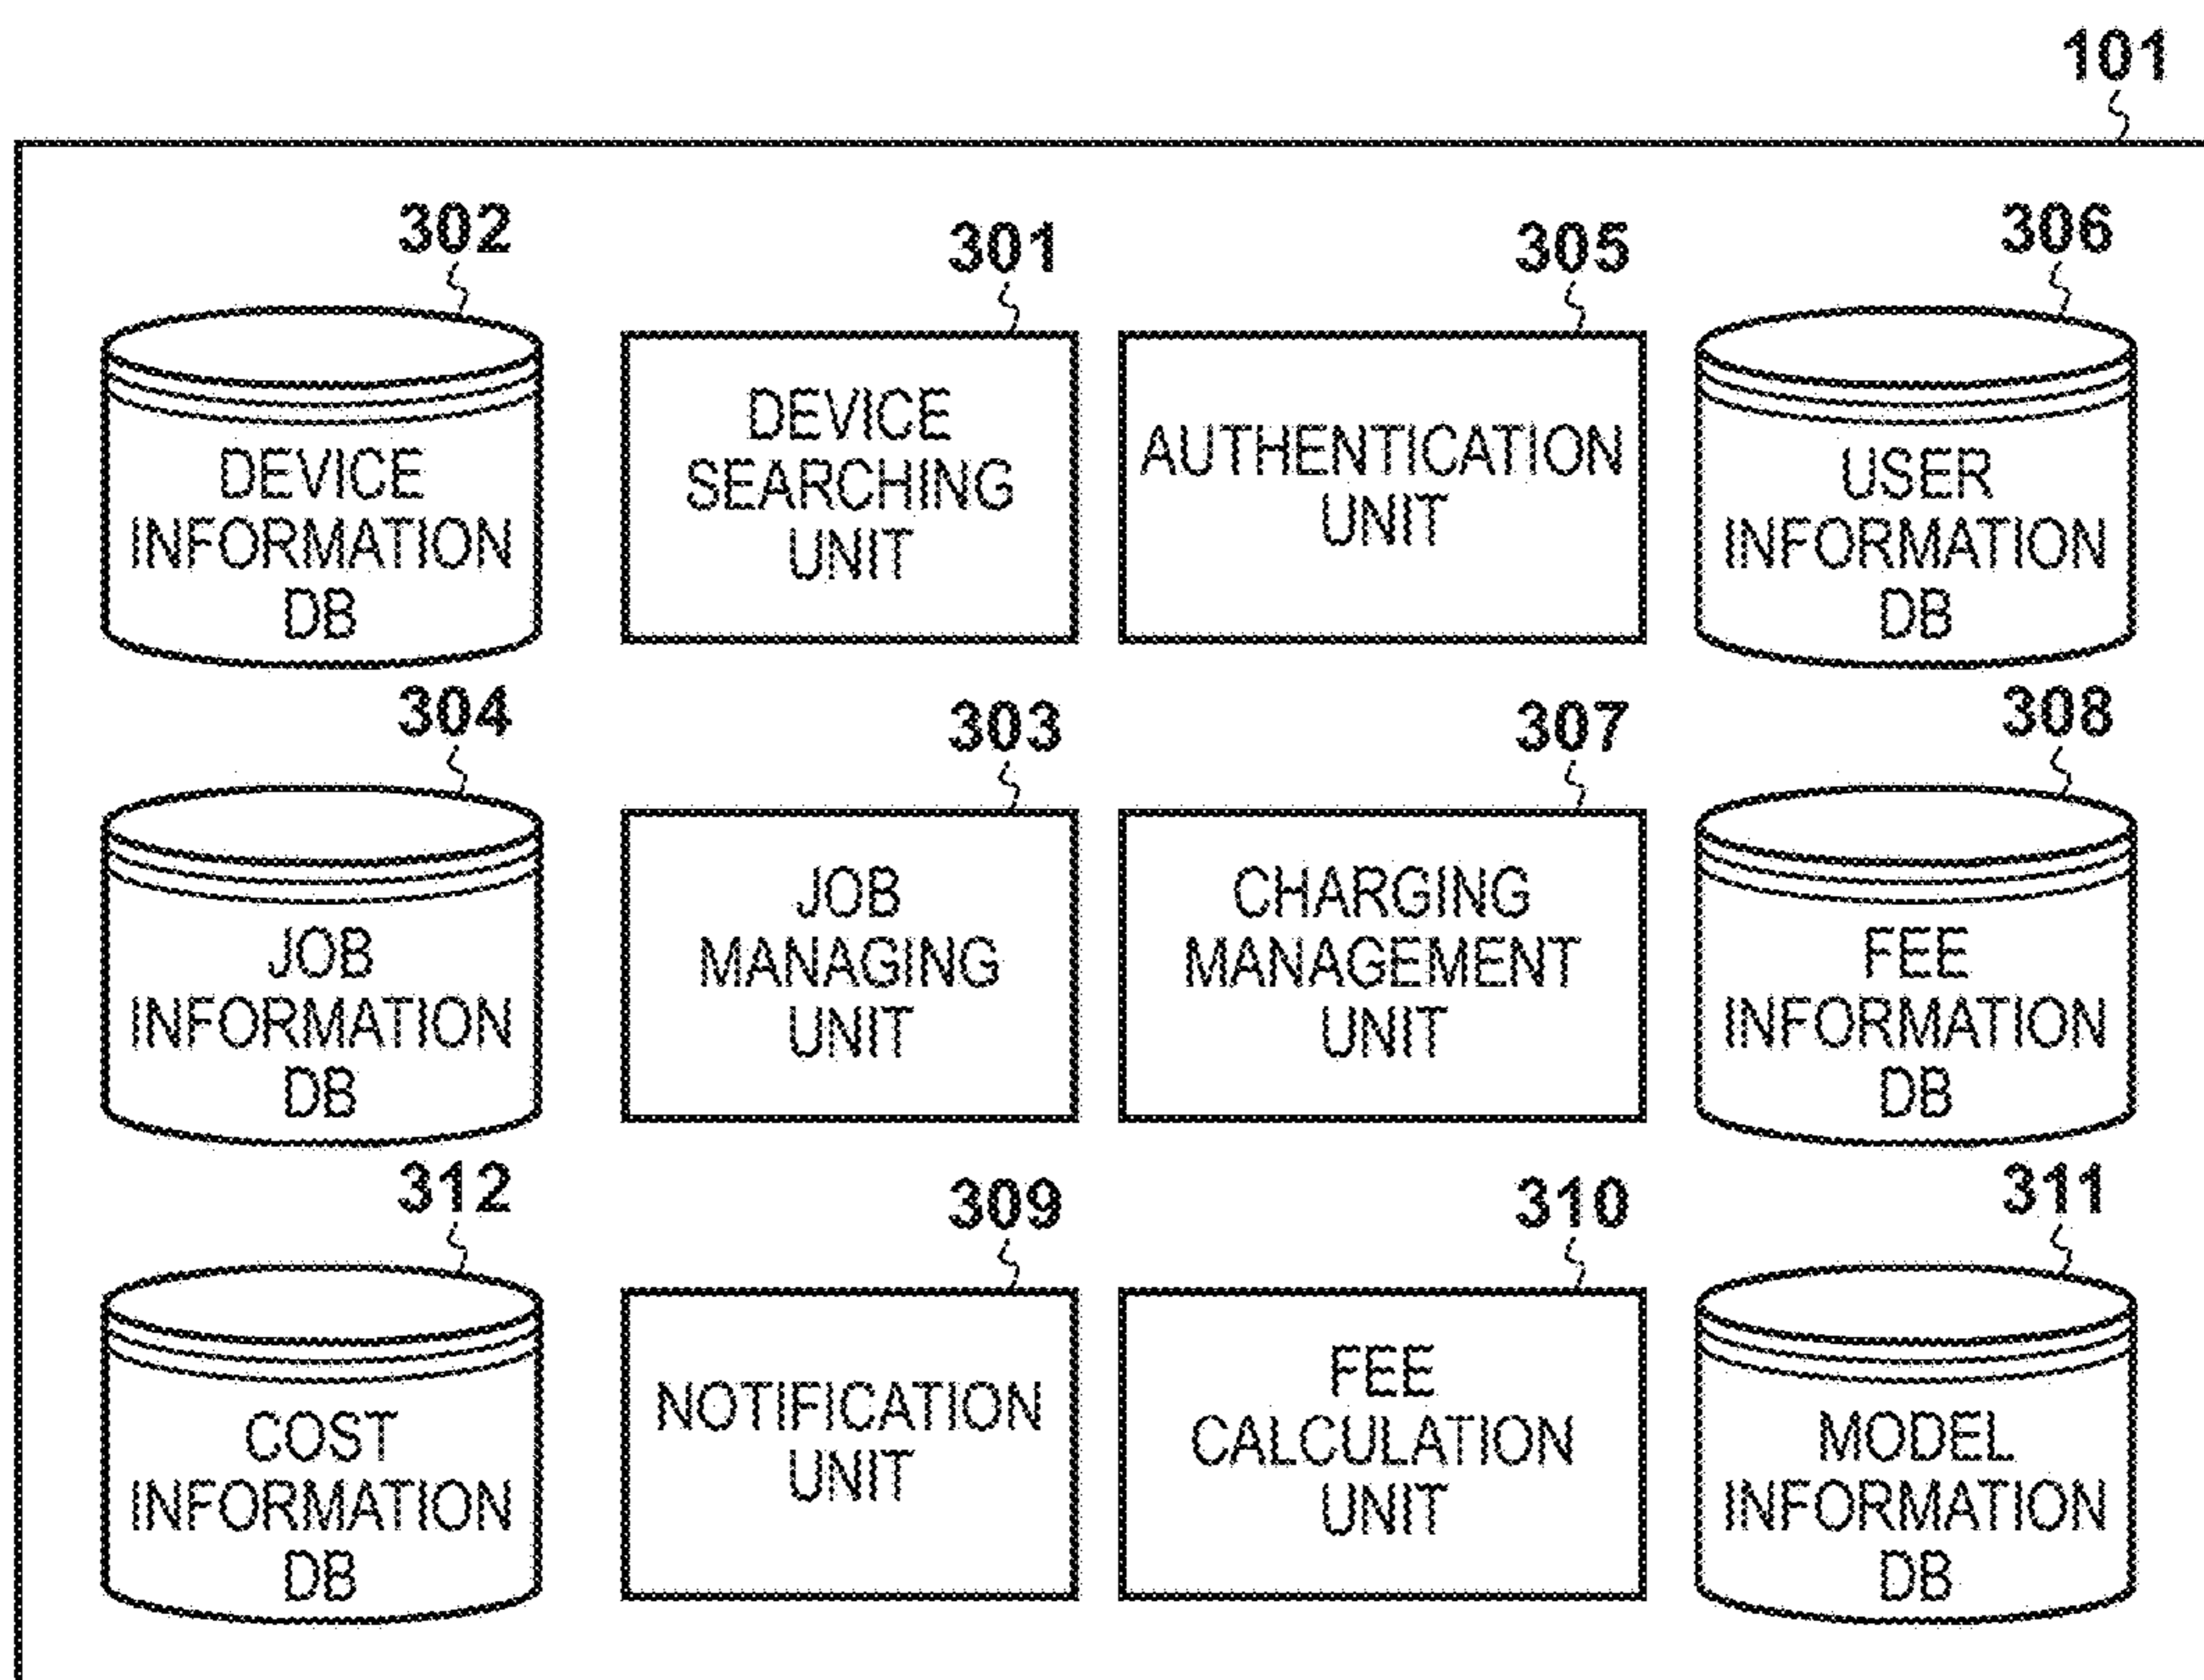 101
302
301
305
306
DEVICE
INFORMATION
DB
DEVICE
SEARCHING
UNIT
AUTHENTICATION
UNIT
USER
INFORMATION
DB
304
303
307
308
JOB
INFORMATION
DB
JOB
MANAGING
UNIT
CHARGING
MANAGEMENT
UNIT
FEE
INFORMATION
DB
312
309
310
311
COST
INFORMATION
DB
NOTIFICATION
UNIT
FEE
CALCULATION
UNIT
MODEL
INFORMATION
DB